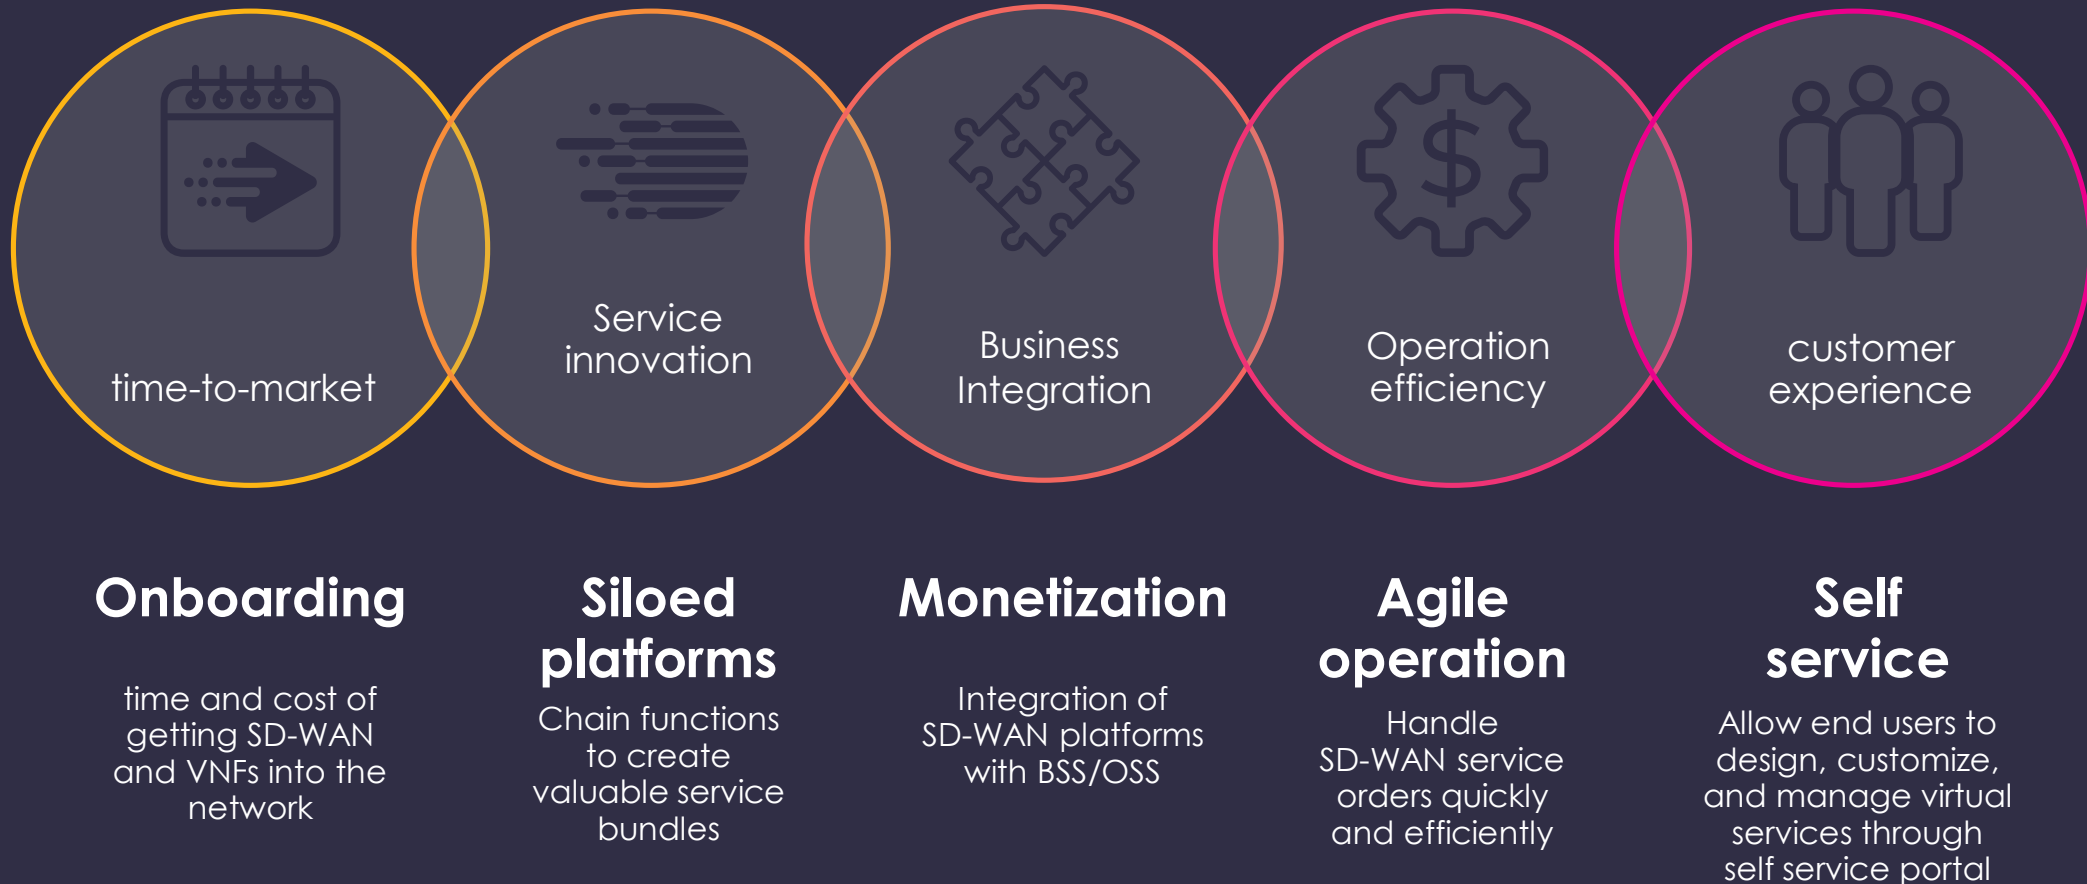 time-to-market
Service
innovation
Business
Integration
Operation
efficiency
customer
experience
Onboarding
time and cost of
getting SD-WAN
and VNFs into the
network
Siloed
platforms
Chain functions
to create
valuable service
bundles
Monetization
Integration of
SD-WAN platforms
with BSS/OSS
Agile
operation
Handle
SD-WAN service
orders quickly
and efficiently
Self
service
Allow end users to
design, customize,
and manage virtual
services through
self service portal